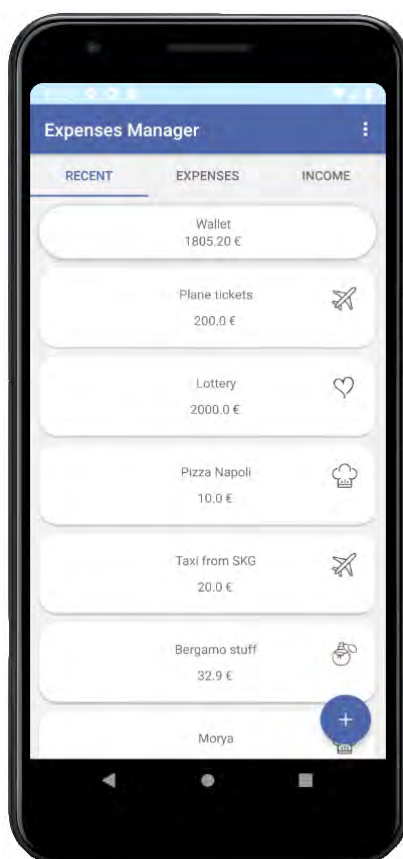 Expenses Manager
RECENT EXPENSES INCOME
Wallet
1805.20 €
Plane tickets
200.0 €
Lottery
2000.0 €
Pizza Napoli
10.0 €
Taxi from SKG
20.0 €
Bergamo stuff
32.9 €
Morya
+